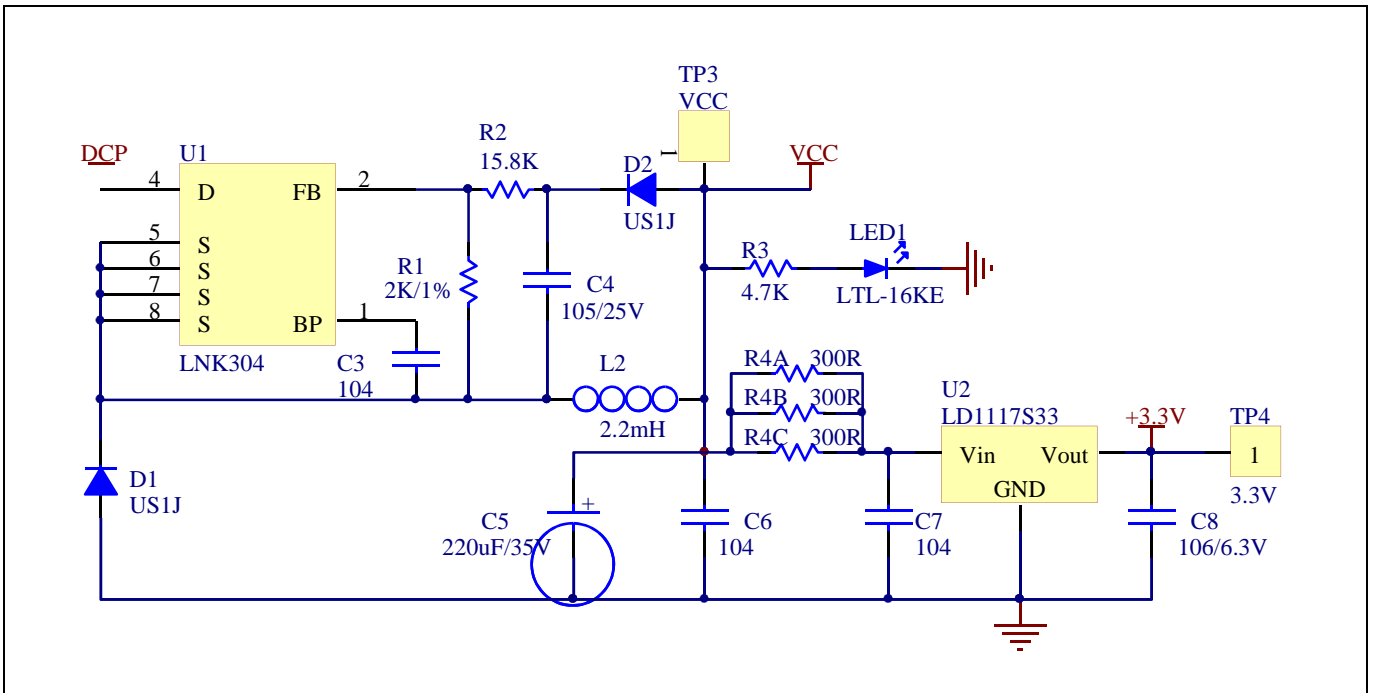 TP3
VCC
1
R2
15.8K
D2
US1J
VCC
DCP
U1
4
D
FB
2
5
S
6
S
7
S
8
S
BP
1
LNK304
R1
2K/1%
C4
105/25V
R3
4.7K
LED1
LTL-16KE
C3
104
L2
2.2mH
R4A 300R
R4B 300R
R4C 300R
U2
LD1117S33
Vin
Vout
GND
+3.3V
TP4
1
3.3V
D1
US1J
C5
+
220uF/35V
C6
104
C7
104
C8
106/6.3V